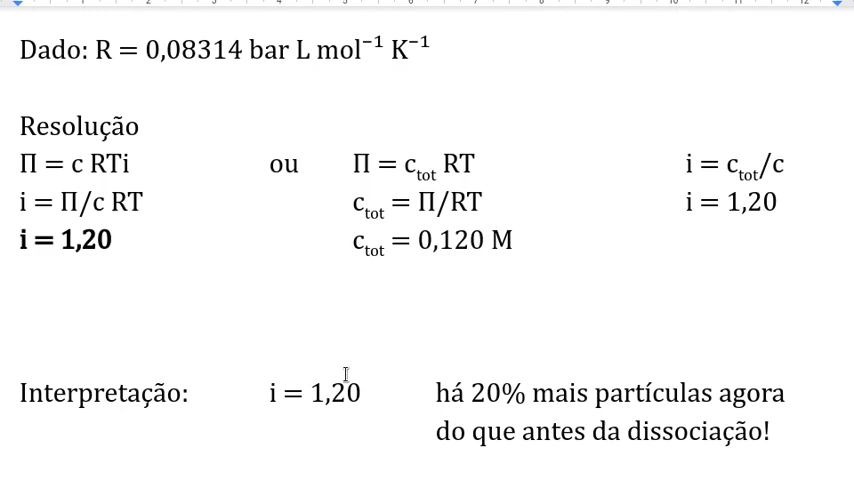 Dado: R = 0,08314 bar L mol⁻¹ K⁻¹
Resolução
Π = c RTi ou Π = c_tot RT i = c_tot/c
i = Π/c RT c_tot = Π/RT i = 1,20
i = 1,20 c_tot = 0,120 M
Interpretação: i = 1,20 há 20% mais partículas agora
do que antes da dissociação!